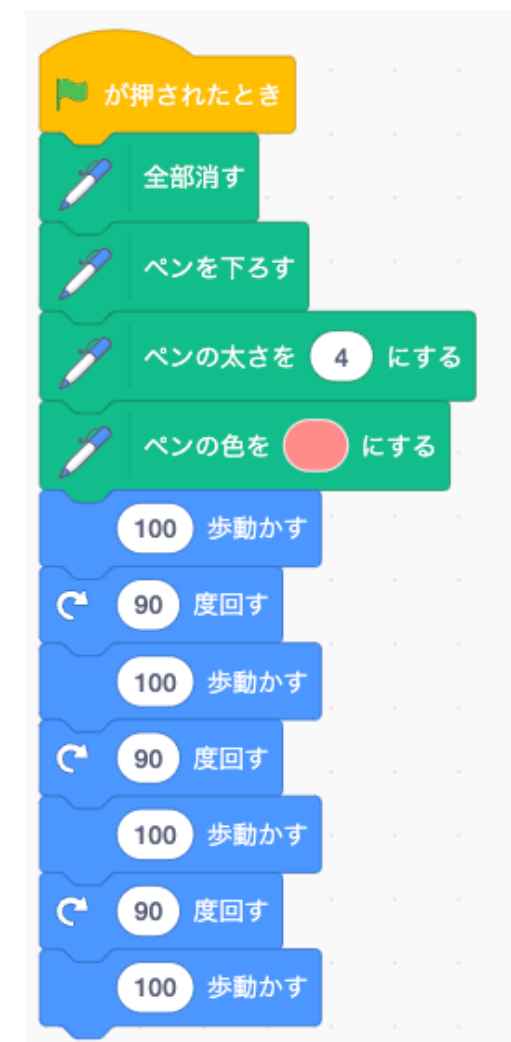 が押されたとき
全部消す
ペンを下ろす
ペンの太さを 4 にする
ペンの色を にする
100 歩動かす
90 度回す
100 歩動かす
90 度回す
100 歩動かす
90 度回す
100 歩動かす